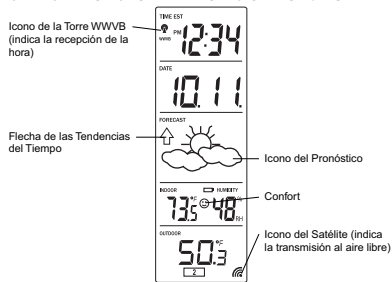 Icono de la Torre WWVB
(indica la recepción de la
hora)
TIME EST
WWVB
PM 12:34
DATE
10. 11.
FORECAST
Flecha de las Tendencias
del Tiempo
Icono del Pronóstico
INDOOR
HUMIDITY
73.5 °F
48 %
RH
Confort
OUTDOOR
50.3 °F
2
Icono del Satélite (indica
la transmisión al aire libre)